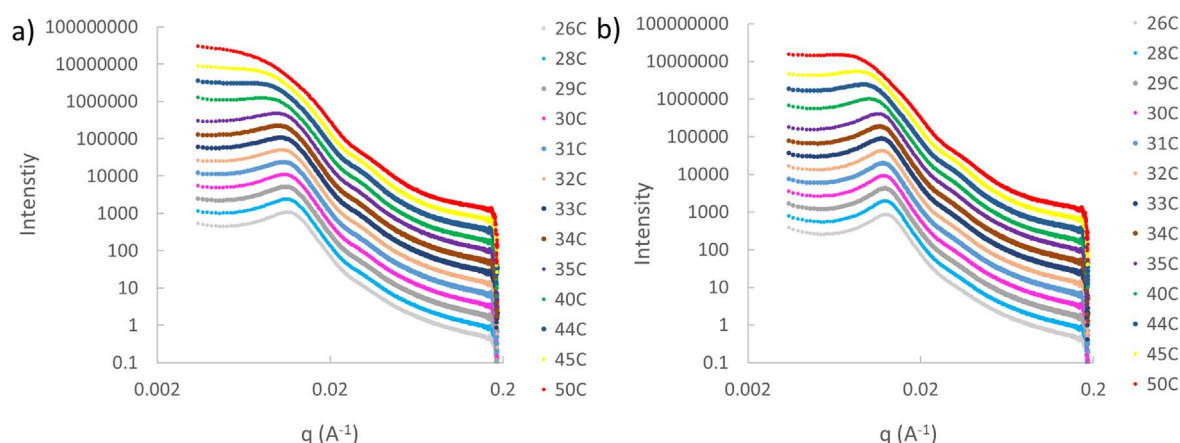 a)
100000000
10000000
1000000
100000
10000
1000
100
10
1
0.1
Intenstiy
0.002
0.02
0.2
q (A-1)
26C
28C
29C
30C
31C
32C
33C
34C
35C
40C
44C
45C
50C
b)
100000000
10000000
1000000
100000
10000
1000
100
10
1
0.1
Intensity
0.002
0.02
0.2
q (A-1)
26C
28C
29C
30C
31C
32C
33C
34C
35C
40C
44C
45C
50C